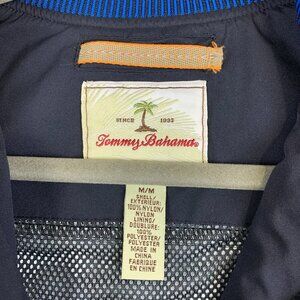 SINCE 1993
Tommy Bahama®
M/M
SHELL/
EXTERIEUR:
100% NYLON/
NYLON
LINING/
DOUBLURE:
100%
POLYESTER/
POLYESTER
MADE IN
CHINA
FABRIQUE
EN CHINE